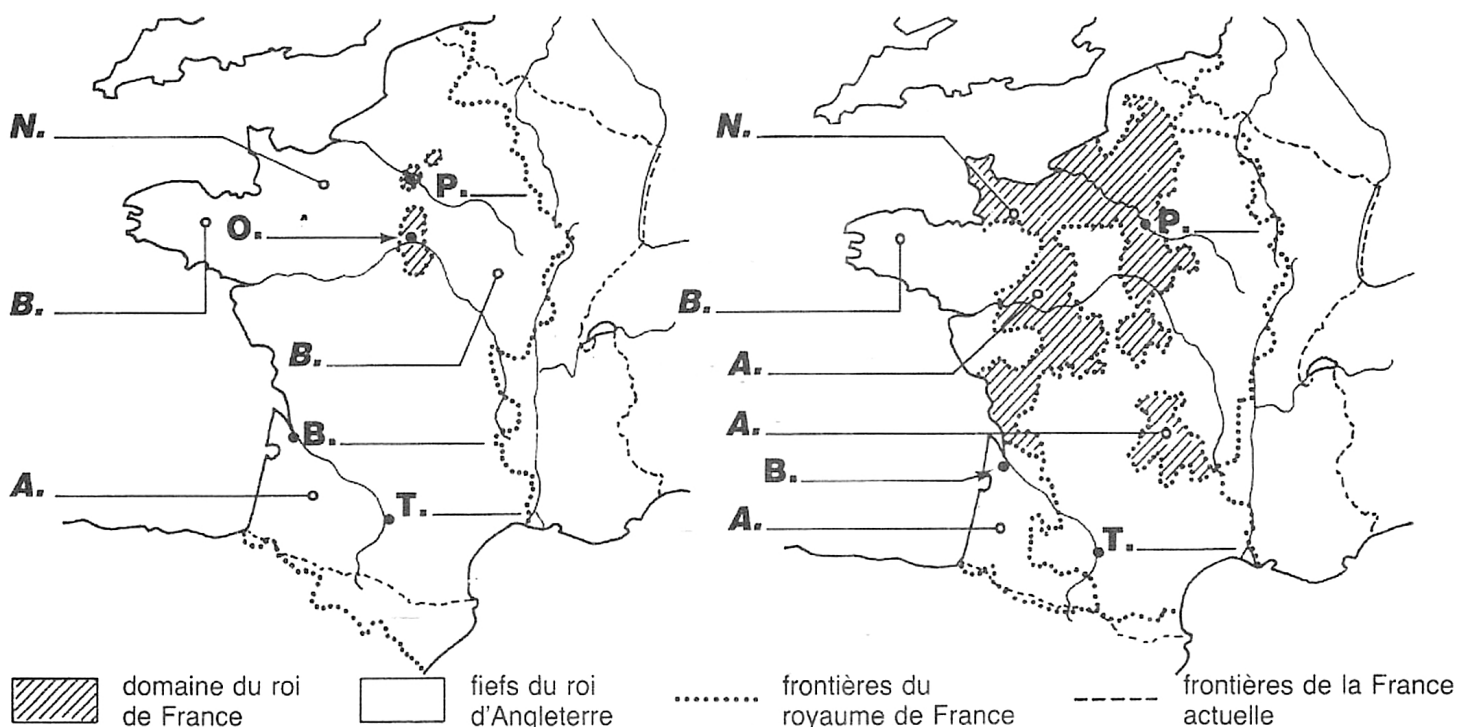 N.
P.
O.
B.
B.
B.
A.
T.
N.
P.
B.
A.
A.
B.
A.
T.
domaine du roi
de France
fiefs du roi
d'Angleterre
frontières du
royaume de France
frontières de la France
actuelle